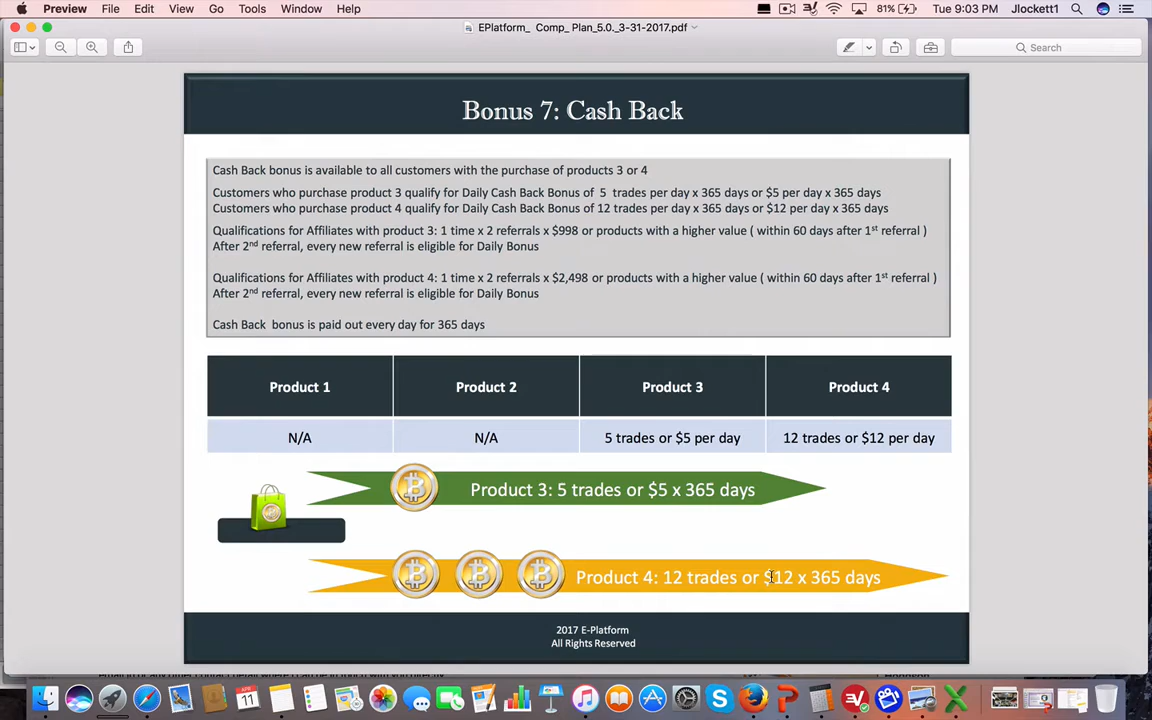 Preview File Edit View Go Tools Window Help 81% Tue 9:03 PM Jlockett1
EPlatform_ Comp_Plan_5.0._3-31-2017.pdf
Search
Bonus 7: Cash Back
Cash Back bonus is available to all customers with the purchase of products 3 or 4
Customers who purchase product 3 qualify for Daily Cash Back Bonus of 5 trades per day x 365 days or $5 per day x 365 days
Customers who purchase product 4 qualify for Daily Cash Back Bonus of 12 trades per day x 365 days or $12 per day x 365 days
Qualifications for Affiliates with product 3: 1 time x 2 referrals x $998 or products with a higher value ( within 60 days after 1st referral )
After 2nd referral, every new referral is eligible for Daily Bonus
Qualifications for Affiliates with product 4: 1 time x 2 referrals x $2,498 or products with a higher value ( within 60 days after 1st referral )
After 2nd referral, every new referral is eligible for Daily Bonus
Cash Back bonus is paid out every day for 365 days
Product 1 Product 2 Product 3 Product 4
N/A N/A 5 trades or $5 per day 12 trades or $12 per day
Product 3: 5 trades or $5 x 365 days
Product 4: 12 trades or $12 x 365 days
2017 E-Platform
All Rights Reserved